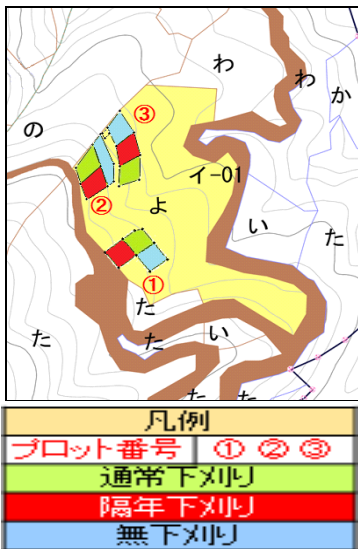 わ
わ
か
③
の
イ-01
②
よ
い
た
①
た
た
た
い
た
た
凡例
プロット番号 ① ② ③
通常下刈り
隔年下刈り
無下刈り